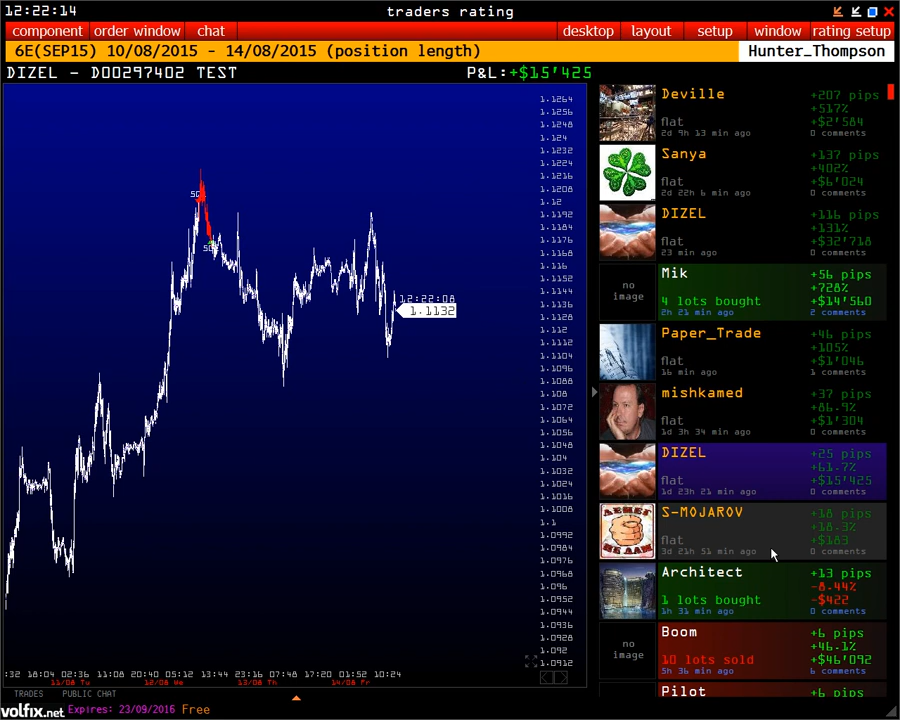 12:22:14
traders rating
component order window chat desktop layout setup window rating setup
6E(SEP15) 10/08/2015 - 14/08/2015 (position length)
Hunter_Thompson
DIZEL - D00297402 TEST
P&L:+$15'425
1.1264
1.1256
1.1248
1.124
1.1232
1.1224
1.1216
1.1208
1.12
1.1192
1.1184
1.1176
1.1168
1.116
1.1152
1.1144
1.1136
1.1128
1.112
1.1112
1.1104
1.1096
1.1088
1.108
1.1072
1.1064
1.1056
1.1048
1.104
1.1032
1.1024
1.1016
1.1008
1.1
1.0992
1.0984
1.0976
1.0968
1.096
1.0952
1.0944
1.0936
1.0928
1.092
1.0912
12:22:08
1.1132
:32 18:04 02:36 11:08 20:40 05:12 13:44 23:16 07:48 17:20 01:52 10:24
11/08 Tu 12/08 We 13/08 Th 14/08 Fr
Deville +207 pips
+517%
flat +$2'584
2d 9h 13 min ago 0 comments
Sanya +137 pips
+402%
flat +$6'024
2d 22h 6 min ago 0 comments
DIZEL +116 pips
+131%
flat +$32'718
23 min ago 0 comments
no image
Mik +56 pips
+728%
4 lots bought +$14'560
2h 21 min ago 2 comments
Paper_Trade +46 pips
+105%
flat +$1'046
16 min ago 1 comments
mishkamed +37 pips
+86.9%
flat +$1'304
1d 3h 34 min ago 0 comments
DIZEL +25 pips
+61.7%
flat +$15'425
1d 23h 21 min ago 0 comments
S-MOJAROV +18 pips
+18.3%
flat +$183
3d 21h 51 min ago 0 comments
Architect +13 pips
-8.44%
1 lots bought -$422
1h 31 min ago 0 comments
no image
Boom +6 pips
+46.1%
10 lots sold +$46'092
5h 36 min ago 6 comments
Pilot +6 pips
TRADES PUBLIC CHAT
volfix.net Expires: 23/09/2016 Free